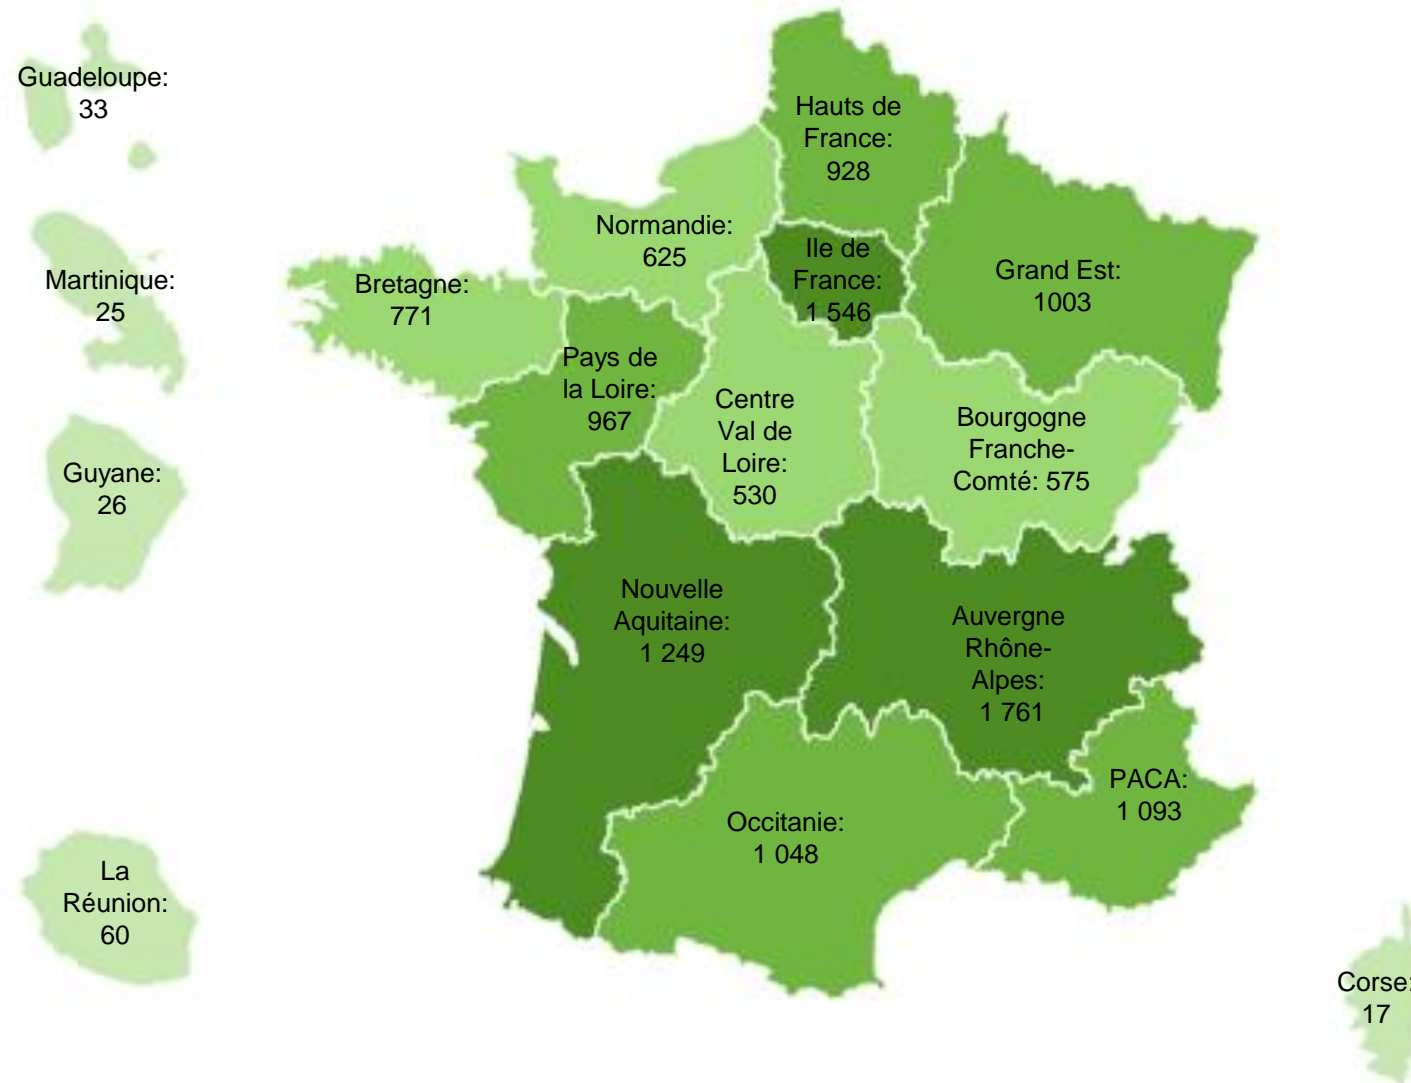 Guadeloupe:
33
Martinique:
25
Guyane:
26
La
Réunion:
60
Hauts de
France:
928
Normandie:
625
Ile de
France:
1 546
Grand Est:
1003
Bretagne:
771
Pays de
la Loire:
967
Centre
Val de
Loire:
530
Bourgogne
Franche-
Comté: 575
Nouvelle
Aquitaine:
1 249
Auvergne
Rhône-
Alpes:
1 761
PACA:
1 093
Occitanie:
1 048
Corse:
17